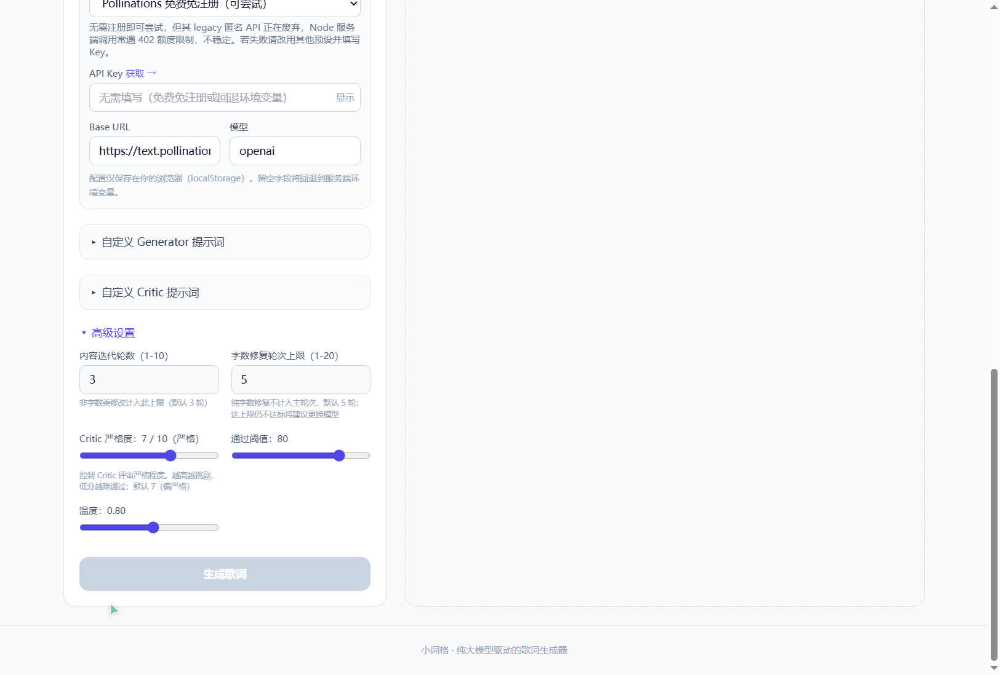 Pollinations 免费免注册（可尝试）
无需注册即可尝试，但其 legacy 匿名 API 正在废弃，Node 服务
端调用常遇 402 额度限制，不稳定。若失败请改用其他预设并填写
Key。
API Key 获取 →
无需填写（免费免注册或回退环境变量） 显示
Base URL 模型
https://text.pollination openai
配置仅保存在你的浏览器（localStorage）。留空字段将回退到服务端环
境变量。
▸ 自定义 Generator 提示词
▸ 自定义 Critic 提示词
▾ 高级设置
内容迭代轮数（1-10） 字数修复轮次上限（1-20）
3 5
非字数类修改计入此上限（默认 3 轮） 纯字数修复不计入主轮次，默认 5 轮；
达上限仍不达标将建议更换模型
Critic 严格度：7 / 10（严格） 通过阈值：80
控制 Critic 评审严格程度。越高越挑剔，
低分越难通过；默认 7（偏严格）
温度：0.80
生成歌词
小词格 · 纯大模型驱动的歌词生成器